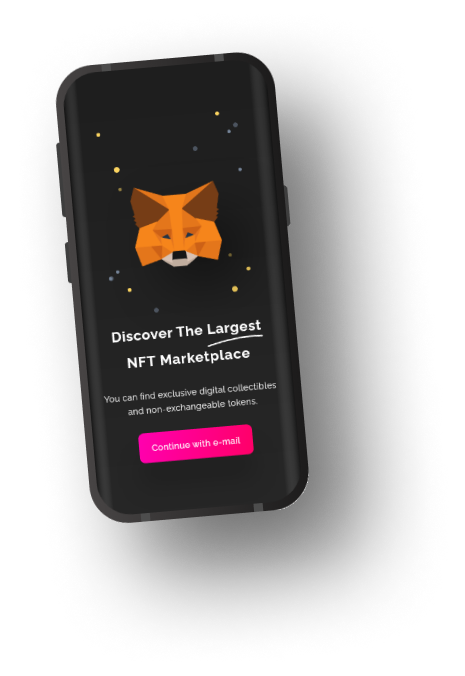 Discover The Largest
NFT Marketplace
You can find exclusive digital collectibles
and non-exchangeable tokens.
Continue with e-mail